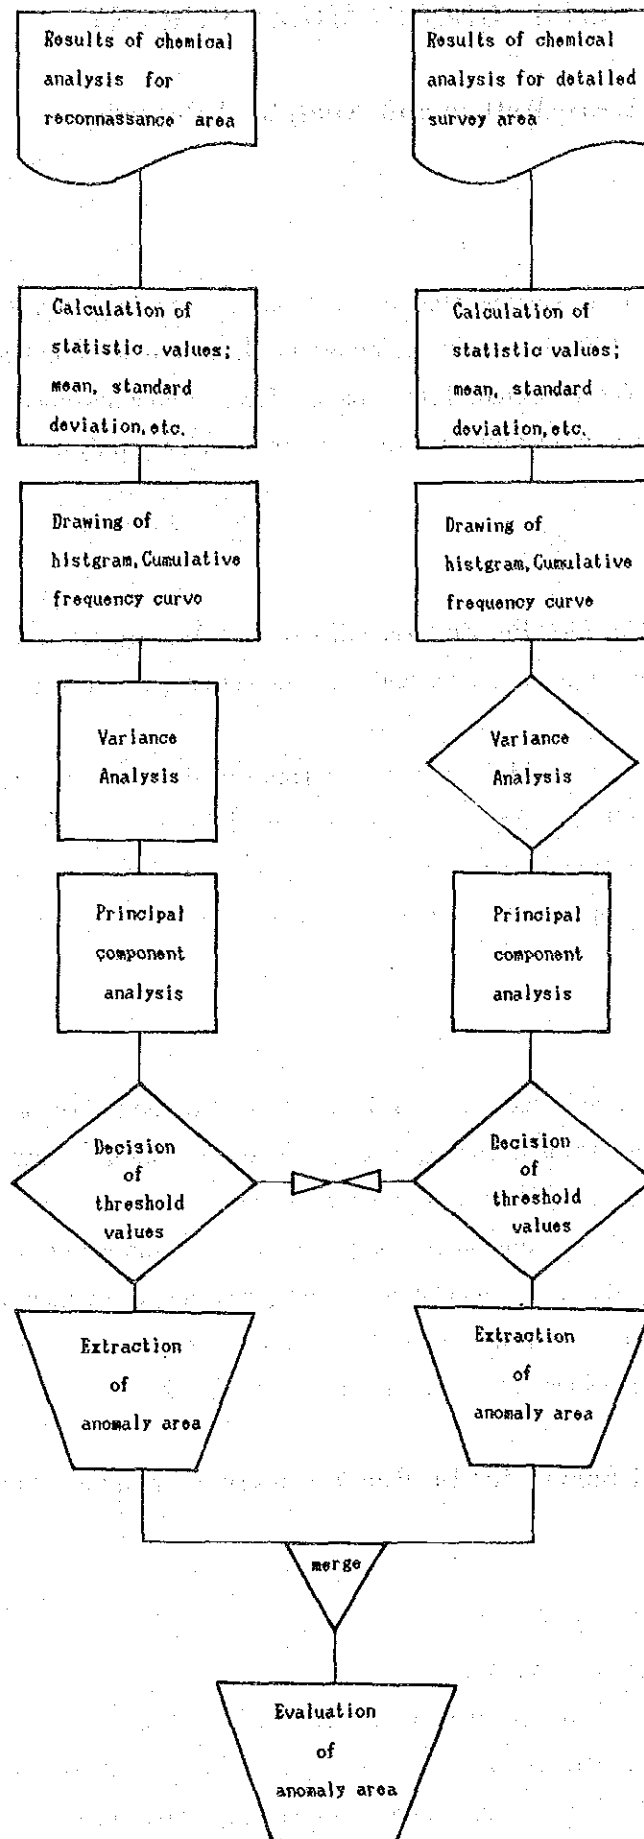 Results of chemical
analysis for
reconnassance area
Results of chemical
analysis for detailed
survey area
Calculation of
statistic values;
mean, standard
deviation, etc.
Calculation of
statistic values;
mean, standard
deviation, etc.
Drawing of
histgram, Cumulative
frequency curve
Drawing of
histgram, Cumulative
frequency curve
Variance
Analysis
Variance
Analysis
Principal
component
analysis
Principal
component
analysis
Decision
of
threshold
values
Decision
of
threshold
values
Extraction
of
anomaly area
Extraction
of
anomaly area
merge
Evaluation
of
anomaly area